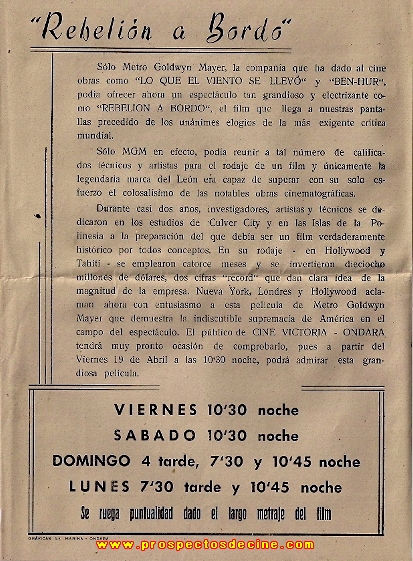 "Rebelión a Bordo"
Sólo Metro Goldwyn Mayer, la compañía que ha dado al cine
obras como "LO QUE EL VIENTO SE LLEVÓ" y "BEN-HUR",
podía ofrecer ahora un espectáculo tan grandioso y electrizante co-
mo "REBELION A BORDO", el film que llega a nuestras panta-
llas precedido de los unánimes elogios de la más exigente crítica
mundial.
Sólo MGM en efecto, podía reunir a tal número de califica-
dos técnicos y artistas para el rodaje de un film y únicamente la
legendaria marca del León era capaz de superar con su solo es-
fuerzo el colosalísimo de las notables obras cinematográficas.
Durante casi dos anos, investigadores, artistas y técnicos se de-
dicaron en los estudios de Culver City y en las Islas de la Po-
linesia a la preparación del que debía ser un film verdaderamente
histórico por todos conceptos. En su rodaje - en Hollywood y
Tahití - se emplearon catorce meses y se invertieron dieciocho
millones de dólares, dos cifras "record" que dan clara idea de la
magnitud de la empresa. Nueva York, Londres y Hollywood acla-
man ahora con entusiasmo a esta película de Metro Goldwyn
Mayer que demuestra la indiscutible supremacía de América en el
campo del espectáculo. El público de CINE VICTORIA - ONDARA
tendrá muy pronto ocasión de comprobarlo, pues a partir del
Viernes 19 de Abril a las 10'30 noche, podrá admirar esta gran-
diosa película.
VIERNES 10'30 noche
SABADO 10'30 noche
DOMINGO 4 tarde, 7'30 y 10'45 noche
LUNES 7'30 tarde y 10'45 noche
Se ruega puntualidad dado el largo metraje del film
GRÁFICAS MARINA - ONDARA
www.prospectosdecine.com